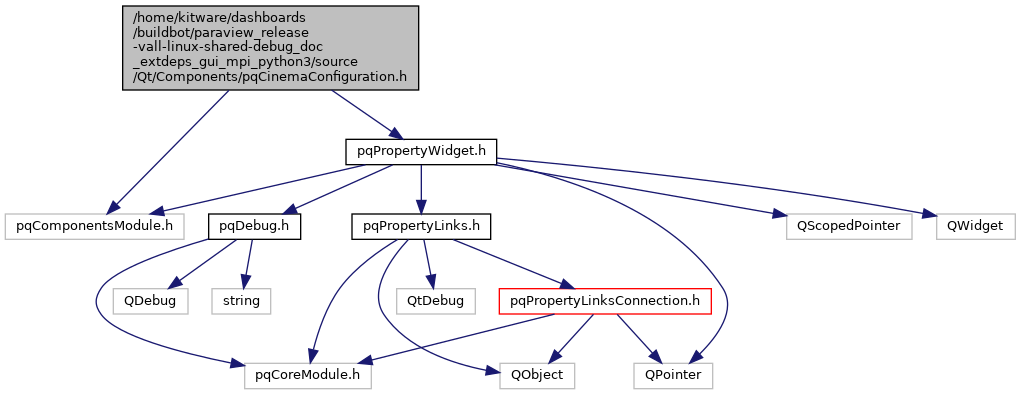 /home/kitware/dashboards
/buildbot/paraview_release
-vall-linux-shared-debug_doc
_extdeps_gui_mpi_python3/source
/Qt/Components/pqCinemaConfiguration.h
pqPropertyWidget.h
pqComponentsModule.h
pqDebug.h
pqPropertyLinks.h
QScopedPointer
QWidget
QDebug
string
QtDebug
pqPropertyLinksConnection.h
pqCoreModule.h
QObject
QPointer